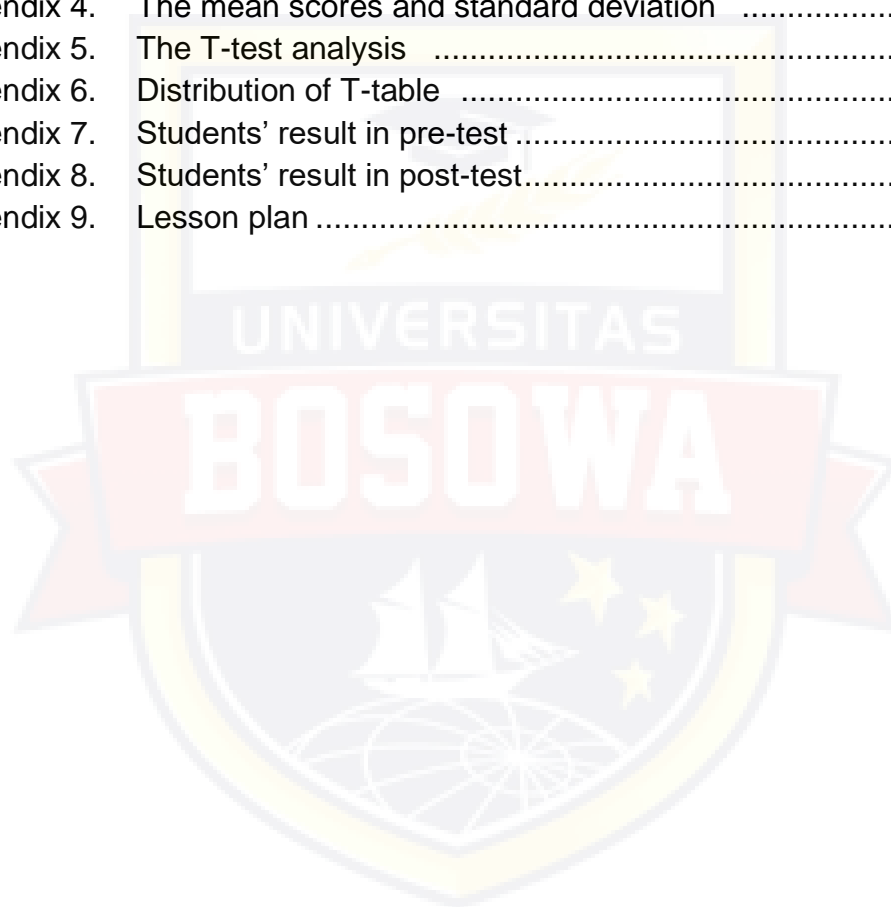 endix 4. The mean scores and standard deviation ..................
endix 5. The T-test analysis ....................................................
endix 6. Distribution of T-table .................................................
endix 7. Students’ result in pre-test ...........................................
endix 8. Students’ result in post-test..........................................
endix 9. Lesson plan .................................................................
UNIVERSITAS
BOSOWA